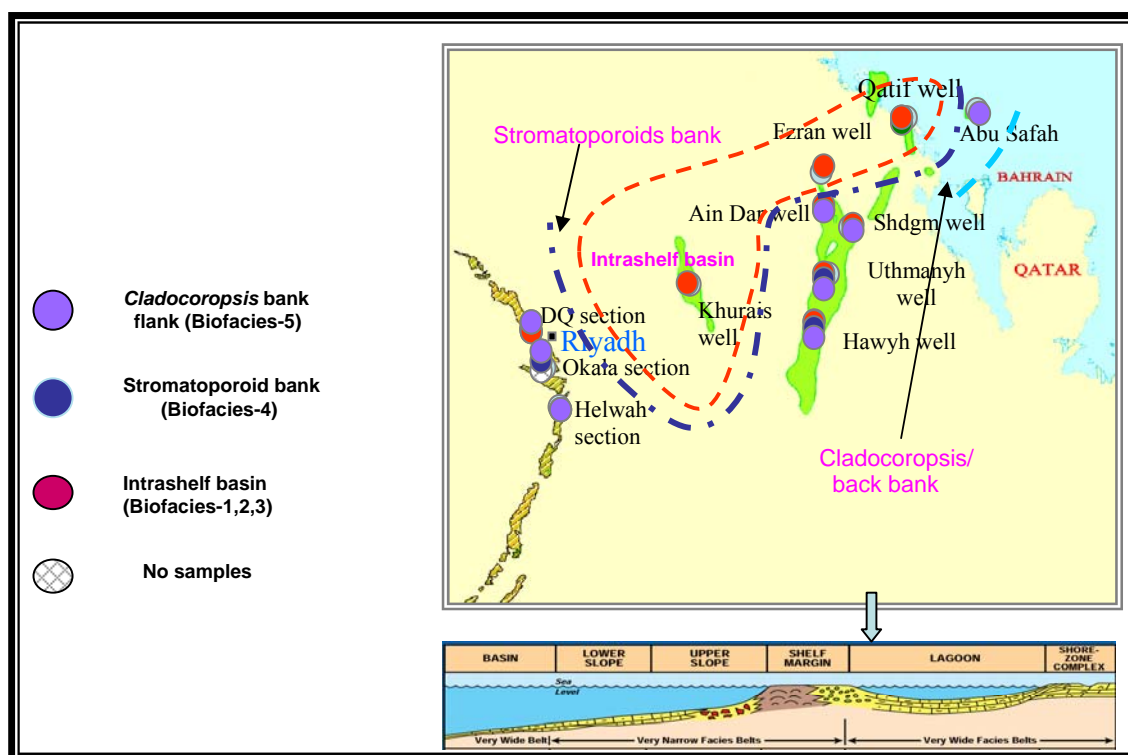 Cladocoropsis bank
flank (Biofacies-5)
Stromatoporoid bank
(Biofacies-4)
Intrashelf basin
(Biofacies-1,2,3)
No samples
Qatif well
Ezran well
Abu Safah
Stromatoporoids bank
BAHRAIN
Ain Dar well
Shdgm well
Intrashelf basin
Uthmanyh
well
QATAR
Khurais
well
DQ section
Riyadh
Hawyh well
Okala section
Helwah
section
Cladocoropsis/
back bank
BASIN
LOWER
SLOPE
UPPER
SLOPE
SHELF
MARGIN
LAGOON
SHORE-
ZONE
COMPLEX
Sea
Level
Very Wide Belt
Very Narrow Facies Belts
Very Wide Facies Belts